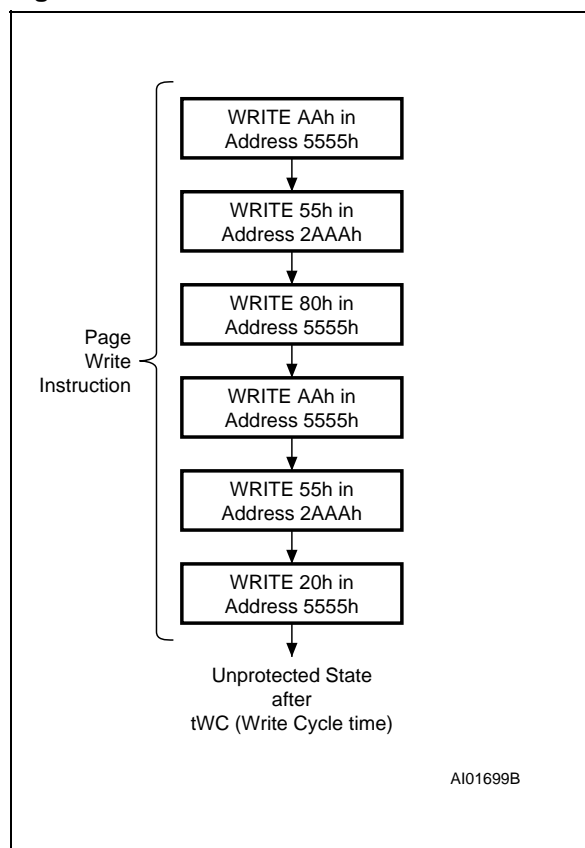 WRITE AAh in
Address 5555h
WRITE 55h in
Address 2AAAh
WRITE 80h in
Address 5555h
Page
Write
Instruction
WRITE AAh in
Address 5555h
WRITE 55h in
Address 2AAAh
WRITE 20h in
Address 5555h
Unprotected State
after
tWC (Write Cycle time)
AI01699B